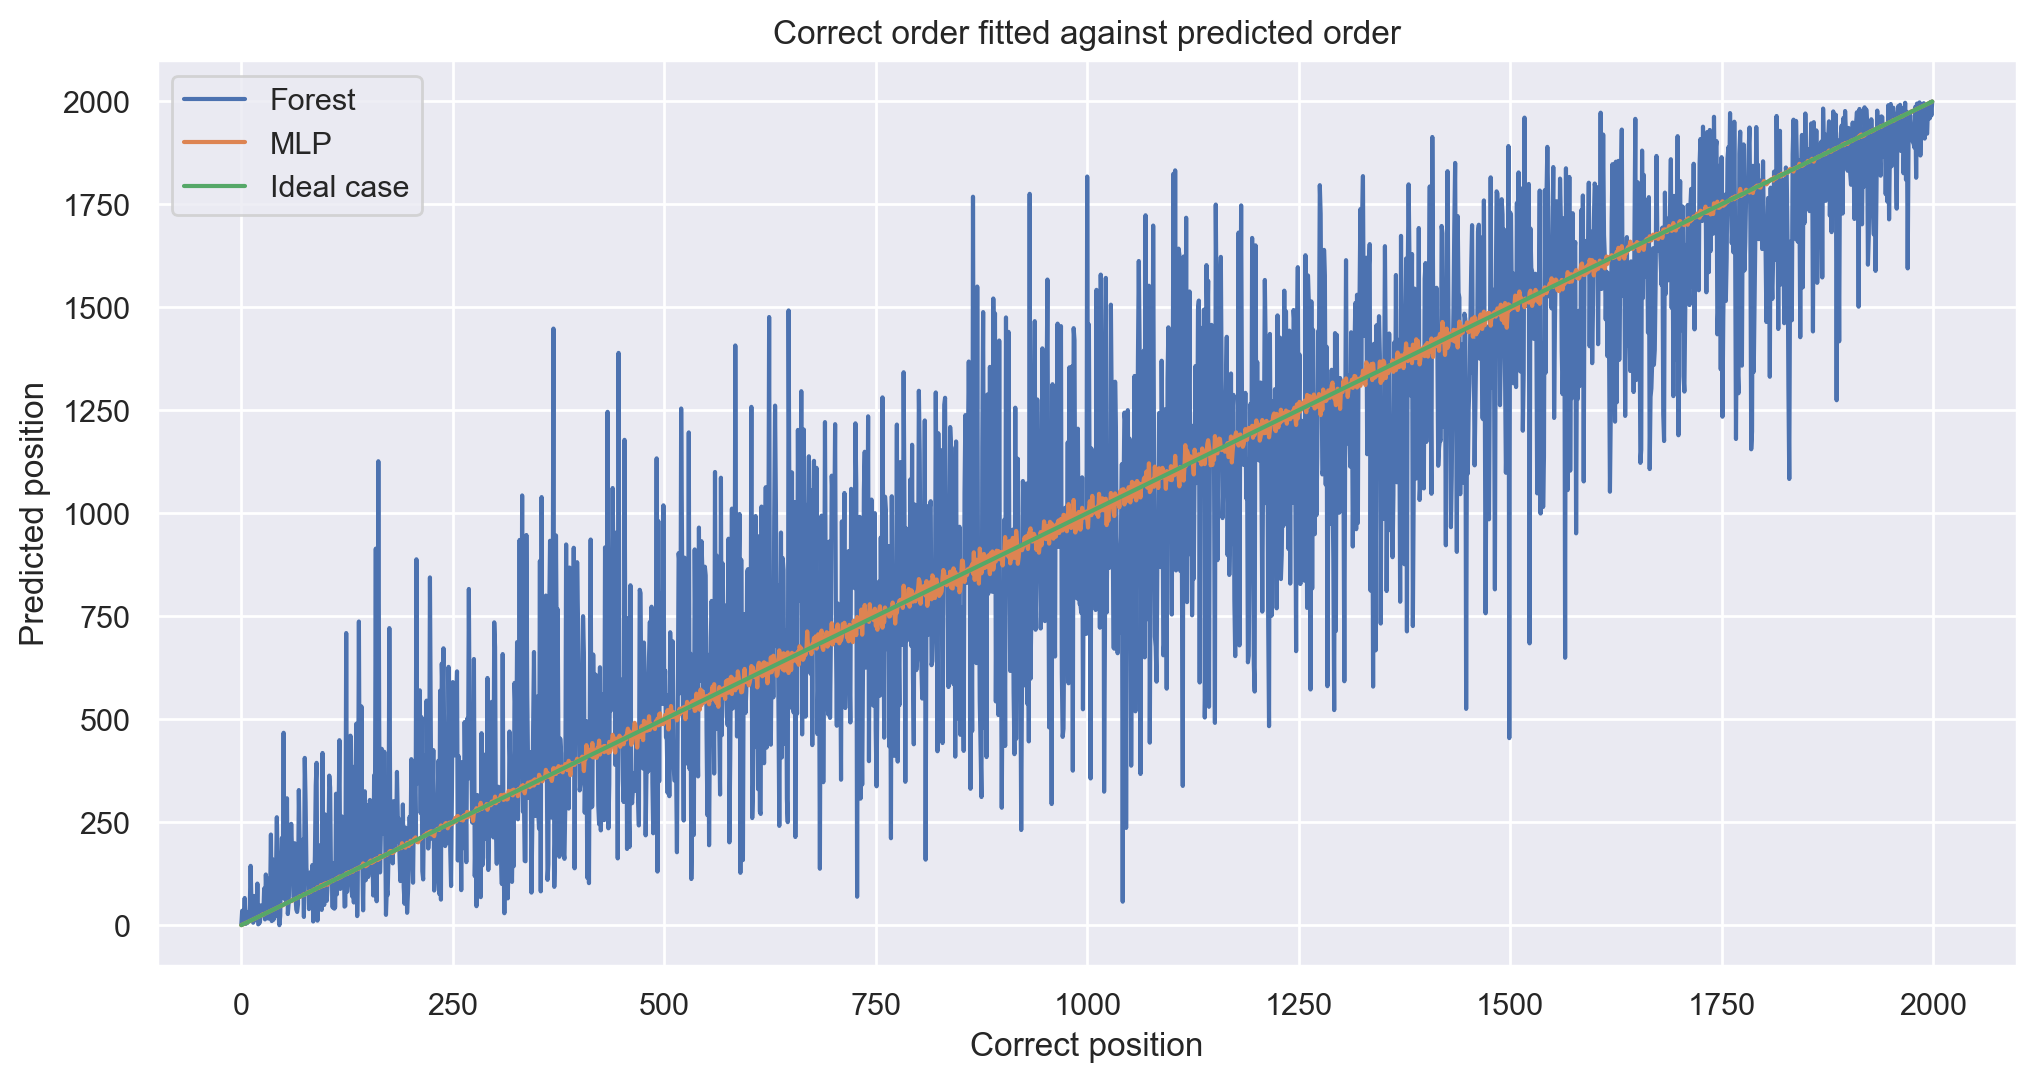 Correct order fitted against predicted order
Forest
MLP
Ideal case
2000
1750
1500
1250
1000
750
500
250
0
Predicted position
0 250 500 750 1000 1250 1500 1750 2000
Correct position